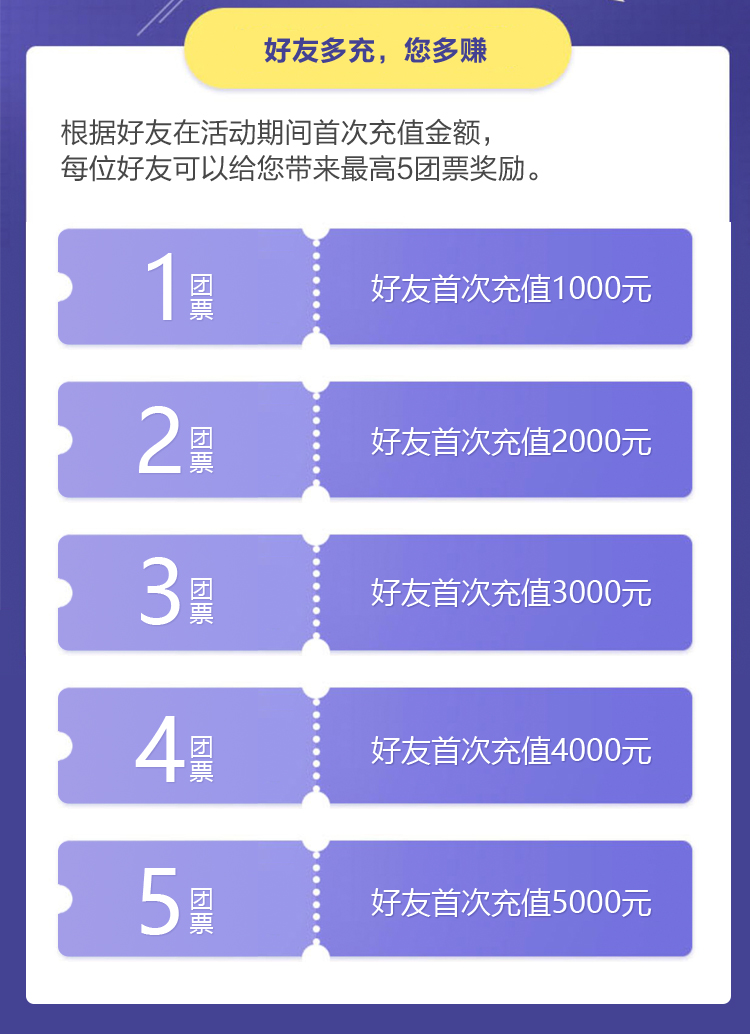 好友多充，您多赚
根据好友在活动期间首次充值金额，
每位好友可以给您带来最高5团票奖励。
1团票 好友首次充值1000元
2团票 好友首次充值2000元
3团票 好友首次充值3000元
4团票 好友首次充值4000元
5团票 好友首次充值5000元